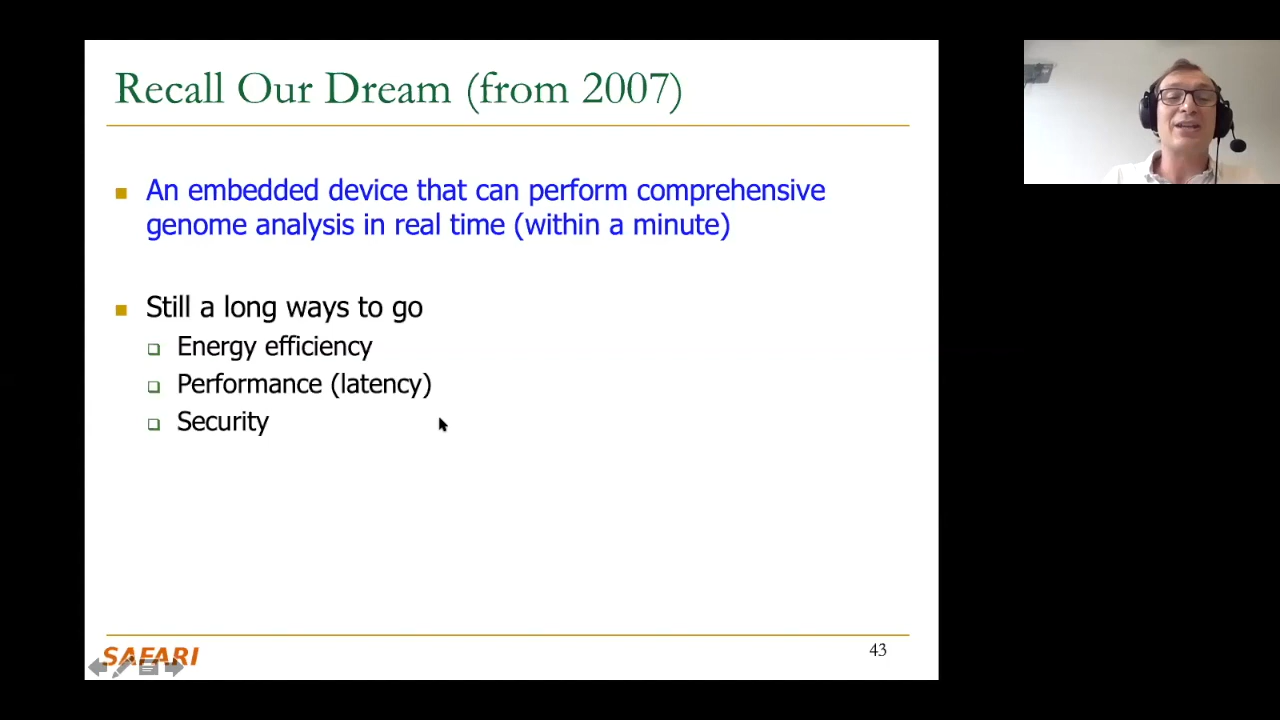 Recall Our Dream (from 2007)
An embedded device that can perform comprehensive
genome analysis in real time (within a minute)
Still a long ways to go
Energy efficiency
Performance (latency)
Security
SAFARI
43